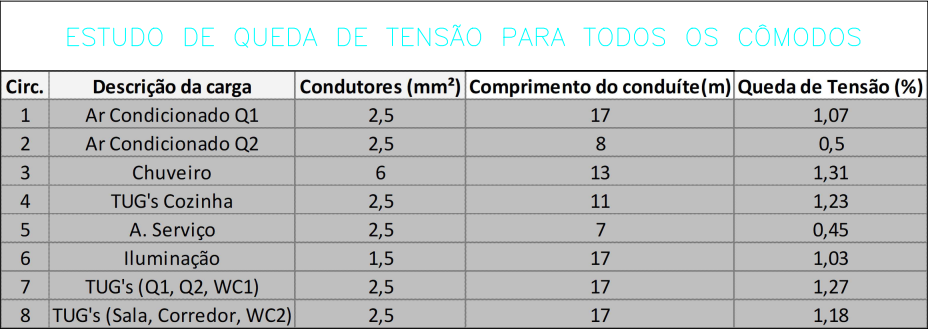 ESTUDO DE QUEDA DE TENSÃO PARA TODOS OS CÔMODOS
Circ. Descrição da carga Condutores (mm²) Comprimento do conduíte(m) Queda de Tensão (%)
1 Ar Condicionado Q1 2,5 17 1,07
2 Ar Condicionado Q2 2,5 8 0,5
3 Chuveiro 6 13 1,31
4 TUG's Cozinha 2,5 11 1,23
5 A. Serviço 2,5 7 0,45
6 Iluminação 1,5 17 1,03
7 TUG's (Q1, Q2, WC1) 2,5 17 1,27
8 TUG's (Sala, Corredor, WC2) 2,5 17 1,18